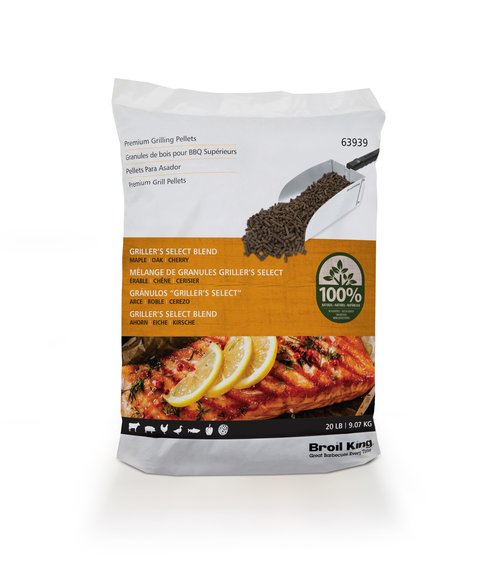 Premium Grilling Pellets
63939
Granules de bois pour BBQ Supérieurs
Pellets Para Asador
Premium Grill Pellets
GRILLER'S SELECT BLEND
MAPLE OAK CHERRY
MÉLANGE DE GRANULES GRILLER'S SELECT
ÉRABLE CHÊNE CERISIER
GRÁNULOS "GRILLER'S SELECT"
ARCE ROBLE CEREZO
GRILLER'S SELECT BLEND
AHORN EICHE KIRSCHE
100%
20 LB | 9.07 KG
Broil King
Great Barbecues Every Time